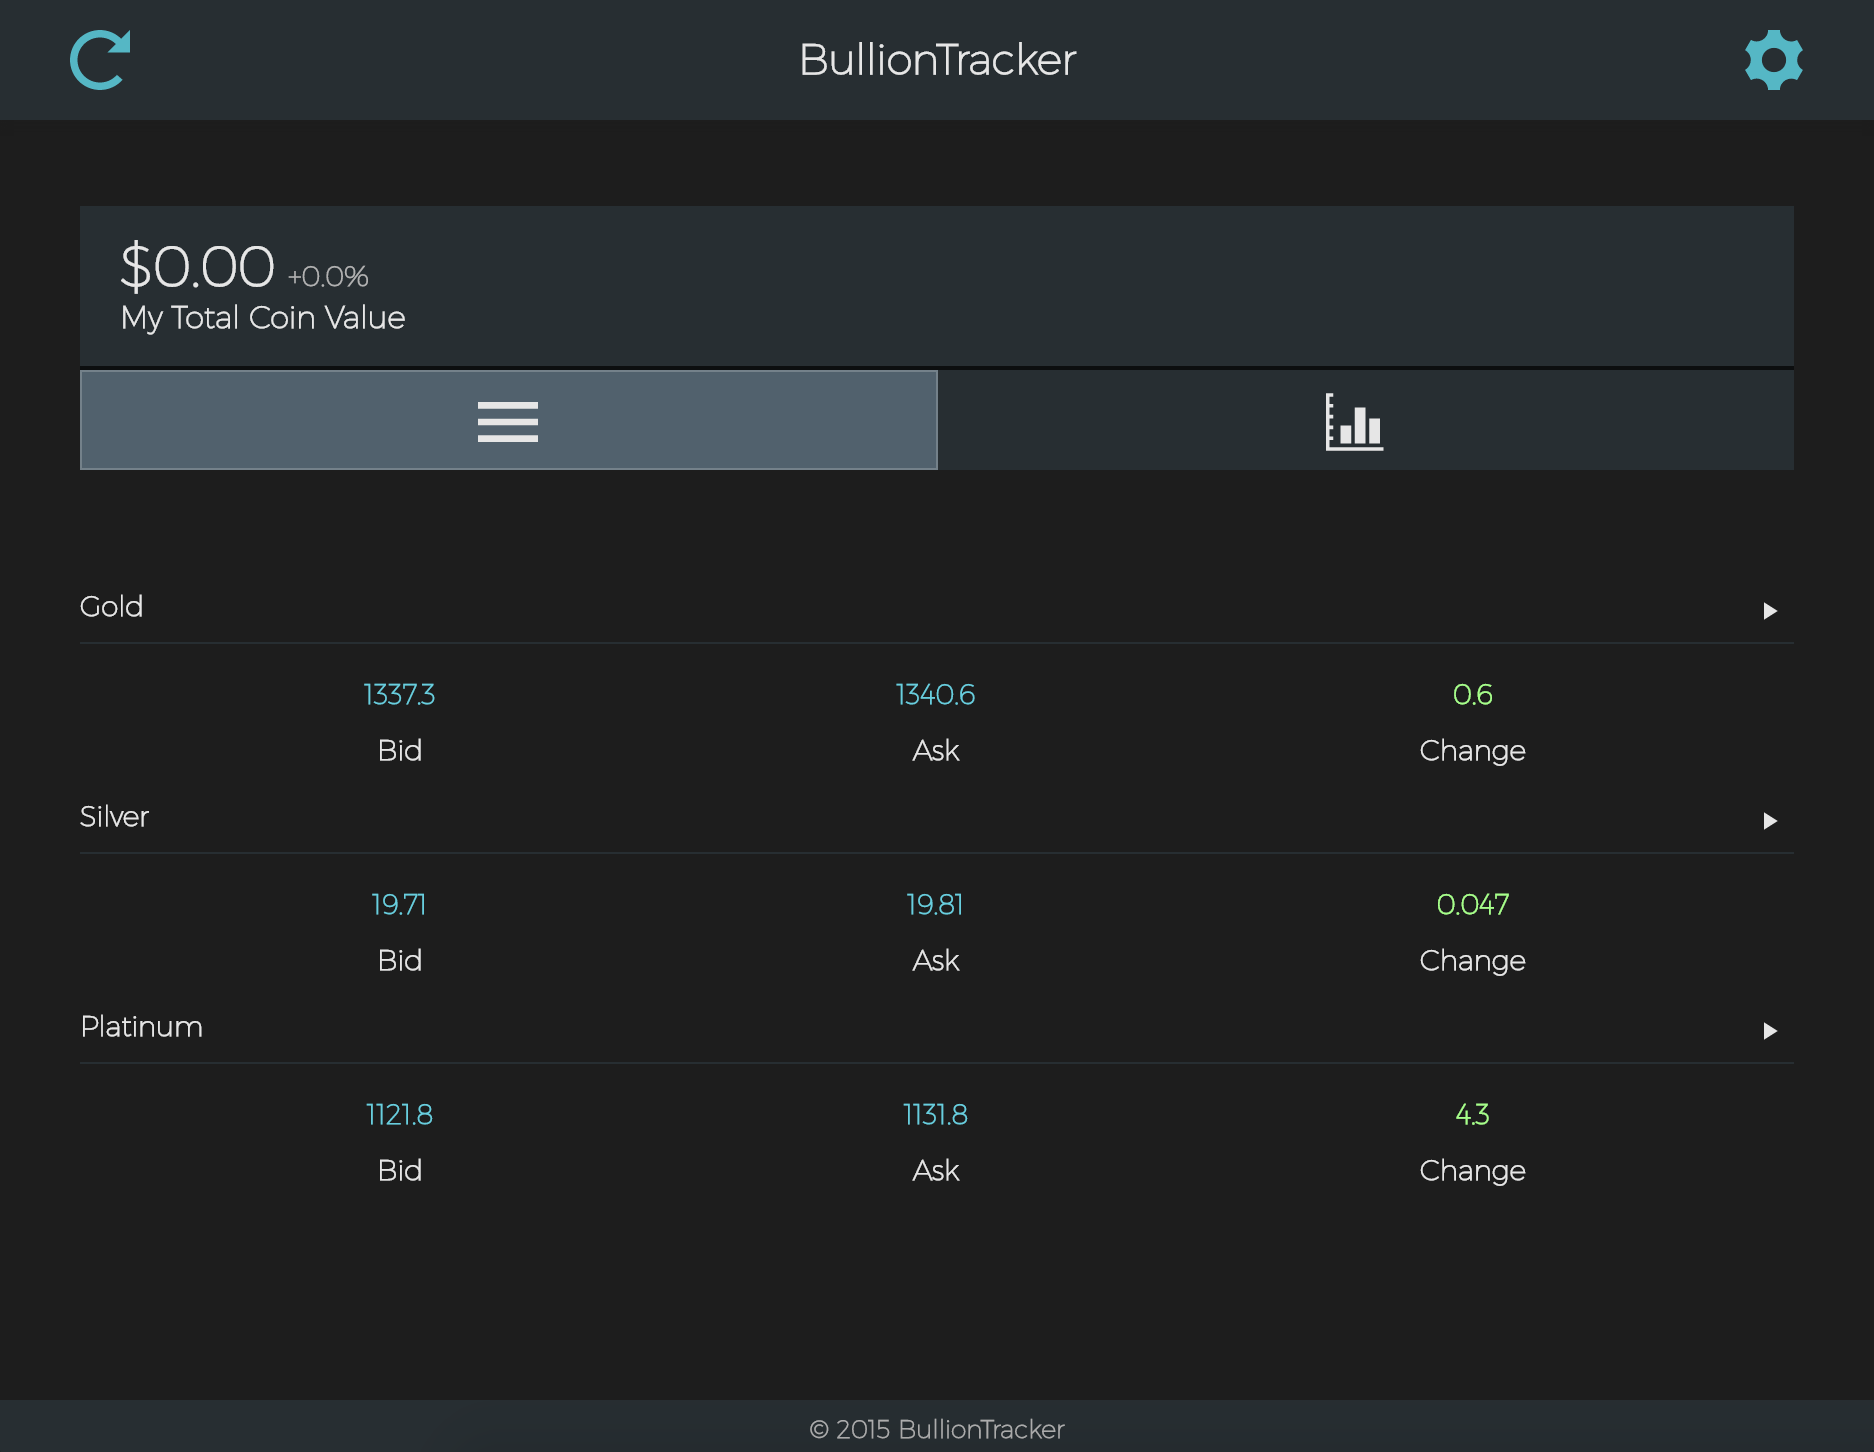 BullionTracker
$0.00 +0.0%
My Total Coin Value
Gold
1337.3 1340.6 0.6
Bid Ask Change
Silver
19.71 19.81 0.047
Bid Ask Change
Platinum
1121.8 1131.8 4.3
Bid Ask Change
© 2015 BullionTracker